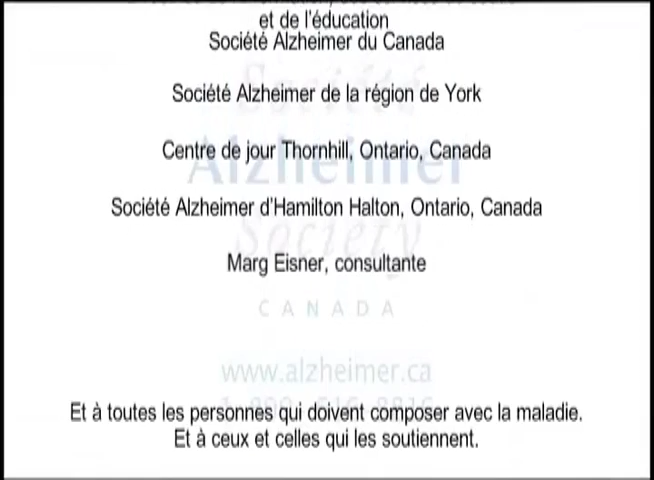 et de l'éducation
Société Alzheimer du Canada
Société Alzheimer de la région de York
Société
Centre de jour Thornhill, Ontario, Canada
Alzheimer
Société Alzheimer d'Hamilton Halton, Ontario, Canada
Society
Marg Eisner, consultante
CANADA
www.alzheimer.ca
Et à toutes les personnes qui doivent composer avec la maladie.
Et à ceux et celles qui les soutiennent.